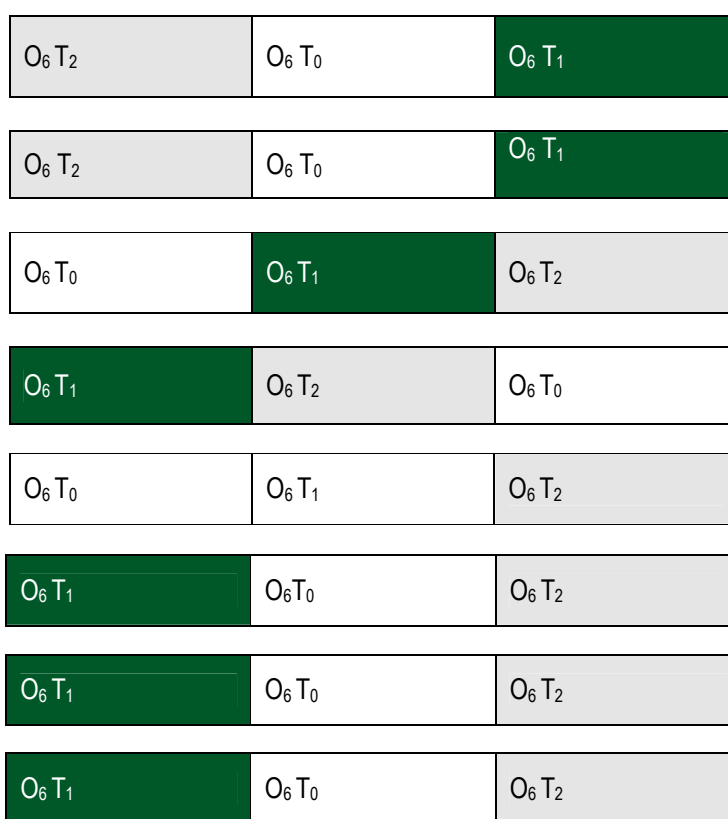 O₆ T₂ O₆ T₀ O₆ T₁
O₆ T₂ O₆ T₀ O₆ T₁
O₆ T₀ O₆ T₁ O₆ T₂
O₆ T₁ O₆ T₂ O₆ T₀
O₆ T₀ O₆ T₁ O₆ T₂
O₆ T₁ O₆T₀ O₆ T₂
O₆ T₁ O₆ T₀ O₆ T₂
O₆ T₁ O₆ T₀ O₆ T₂